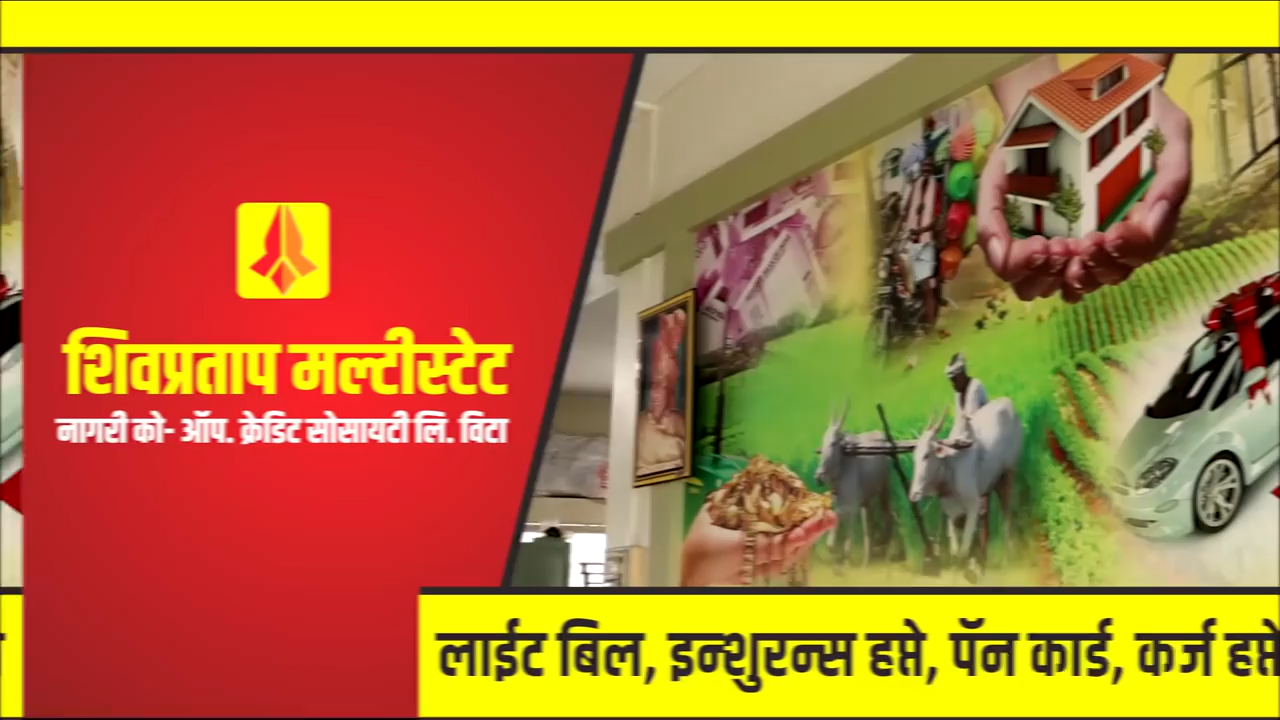 शिवप्रताप मल्टीस्टेट
नागरी को- ऑप. क्रेडिट सोसायटी लि. विटा
लाईट बिल, इन्शुरन्स हप्ते, पॅन कार्ड, कर्ज हप्ते